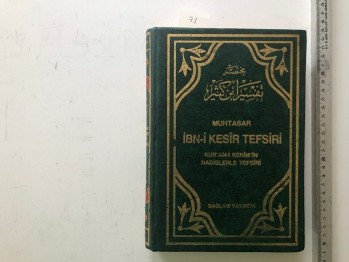 مختصر
تفسير ابن كثير
MUHTASAR
İBN-İ KESİR TEFSİRİ
KUR'AN-I KERİM'İN
HADİSLERLE TEFSİRİ
SAĞLAM YAYINEVİ